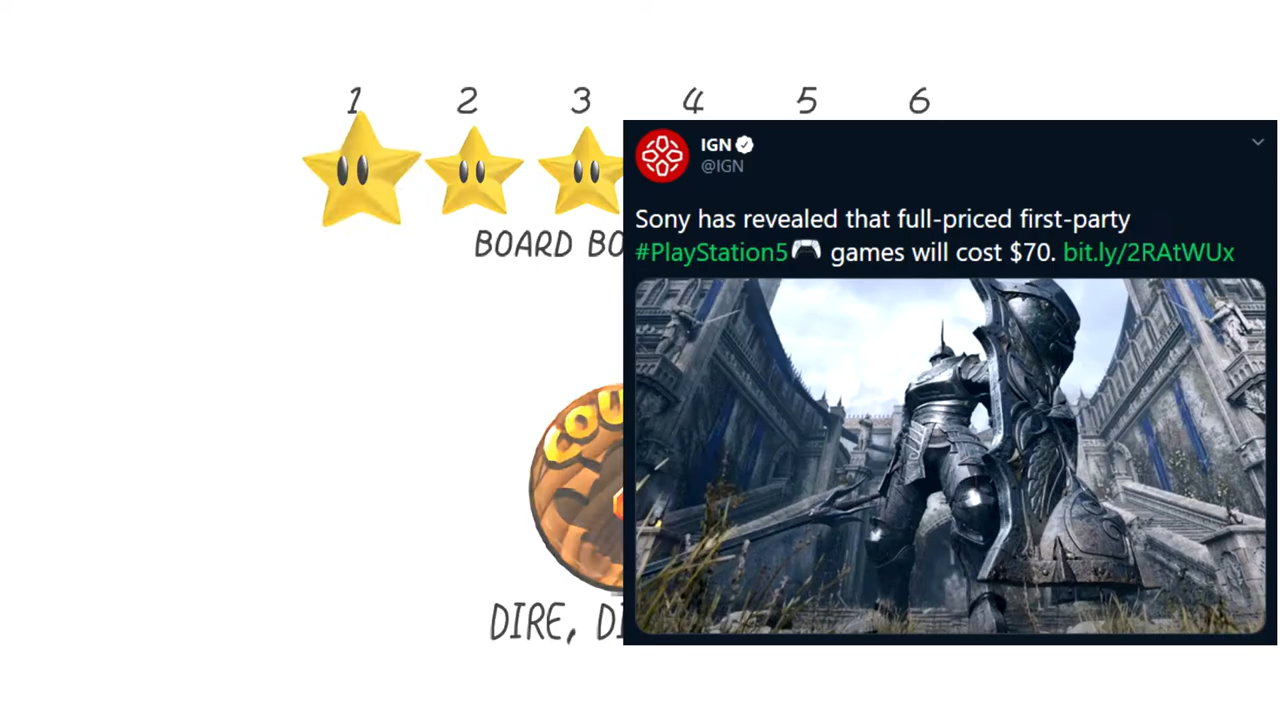 1 2 3 4 5 6
BOARD BO
COU
DIRE, DI
IGN
@IGN
Sony has revealed that full-priced first-party
#PlayStation5🎮 games will cost $70. bit.ly/2RAtWUx